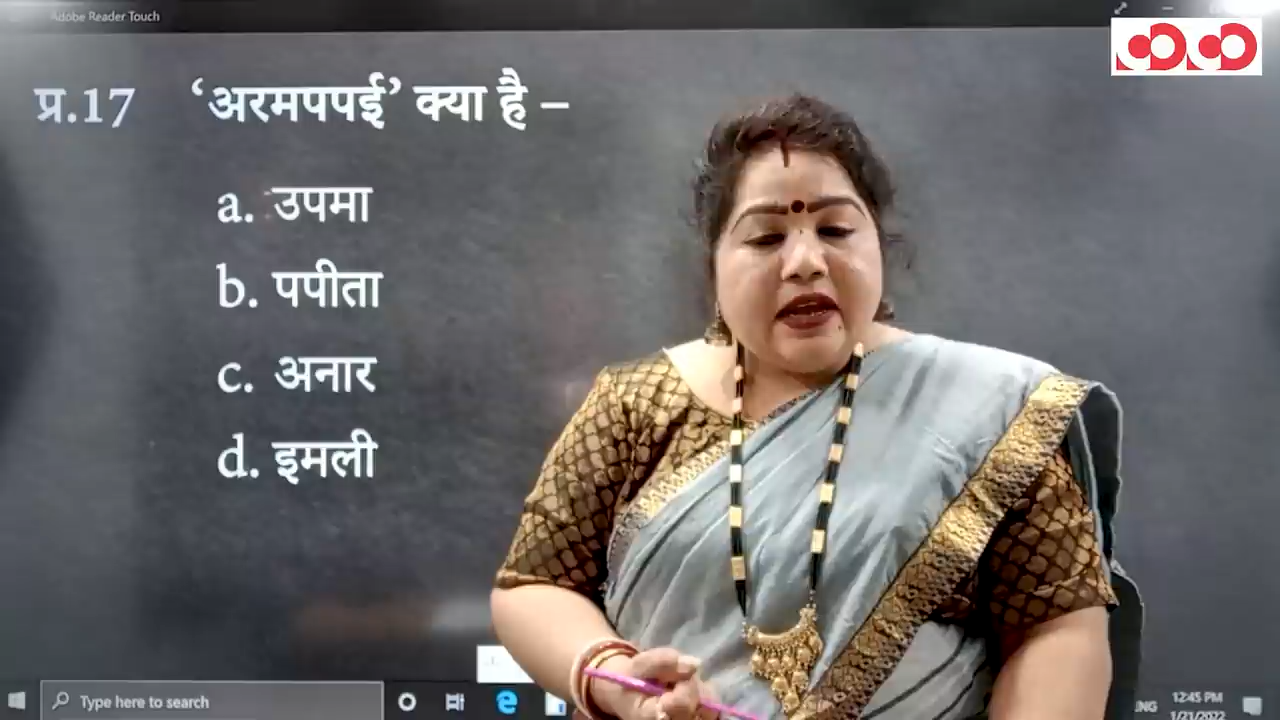 Adobe Reader Touch
प्र.17 ‘अरमपपई’ क्या है –
a. उपमा
b. पपीता
c. अनार
d. इमली
Type here to search
ENG
12:45 PM
1/21/2022